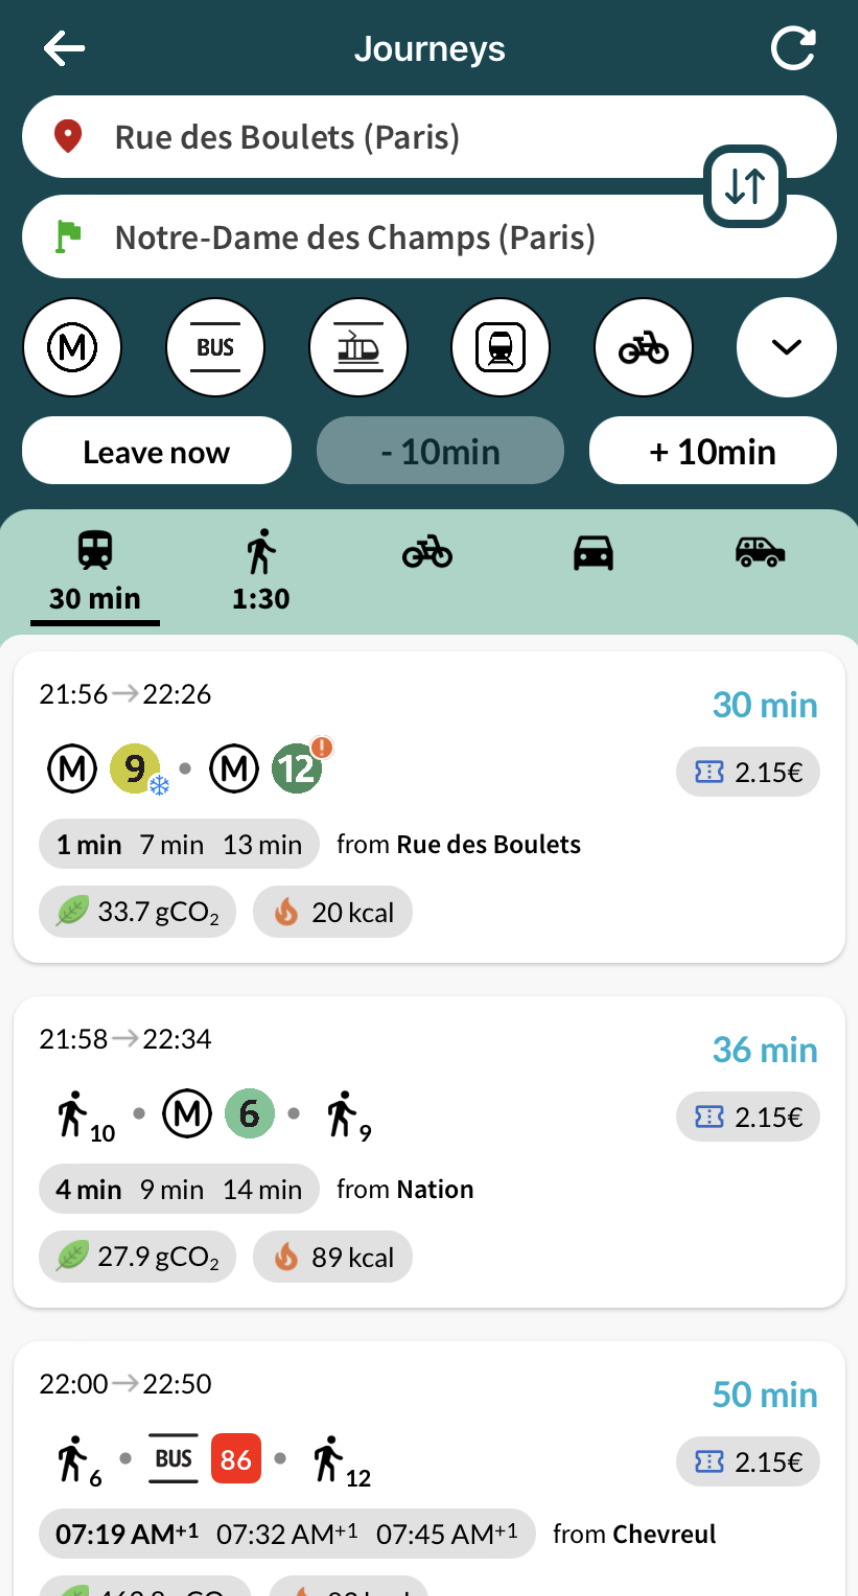 Journeys
Rue des Boulets (Paris)
Notre-Dame des Champs (Paris)
M BUS
Leave now - 10min + 10min
30 min 1:30
21:56 → 22:26 30 min
M 9 • M 12 2.15€
1 min 7 min 13 min from Rue des Boulets
33.7 gCO₂ 20 kcal
21:58 → 22:34 36 min
10 • M 6 • 9 2.15€
4 min 9 min 14 min from Nation
27.9 gCO₂ 89 kcal
22:00 → 22:50 50 min
6 • BUS 86 • 12 2.15€
07:19 AM+1 07:32 AM+1 07:45 AM+1 from Chevreul